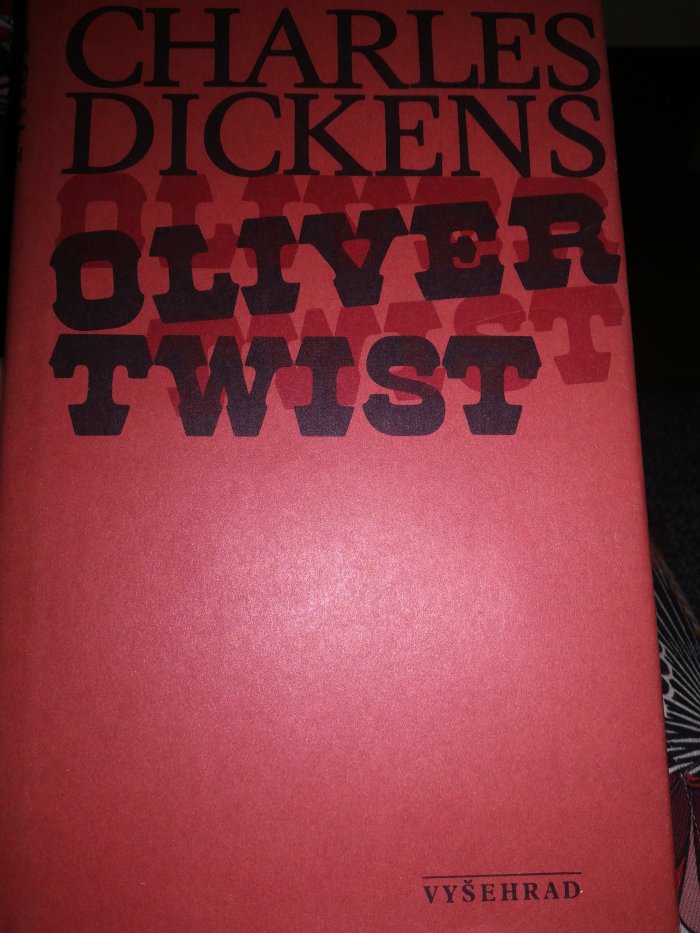 CHARLES
DICKENS
OLIVER
TWIST
VYŠEHRAD